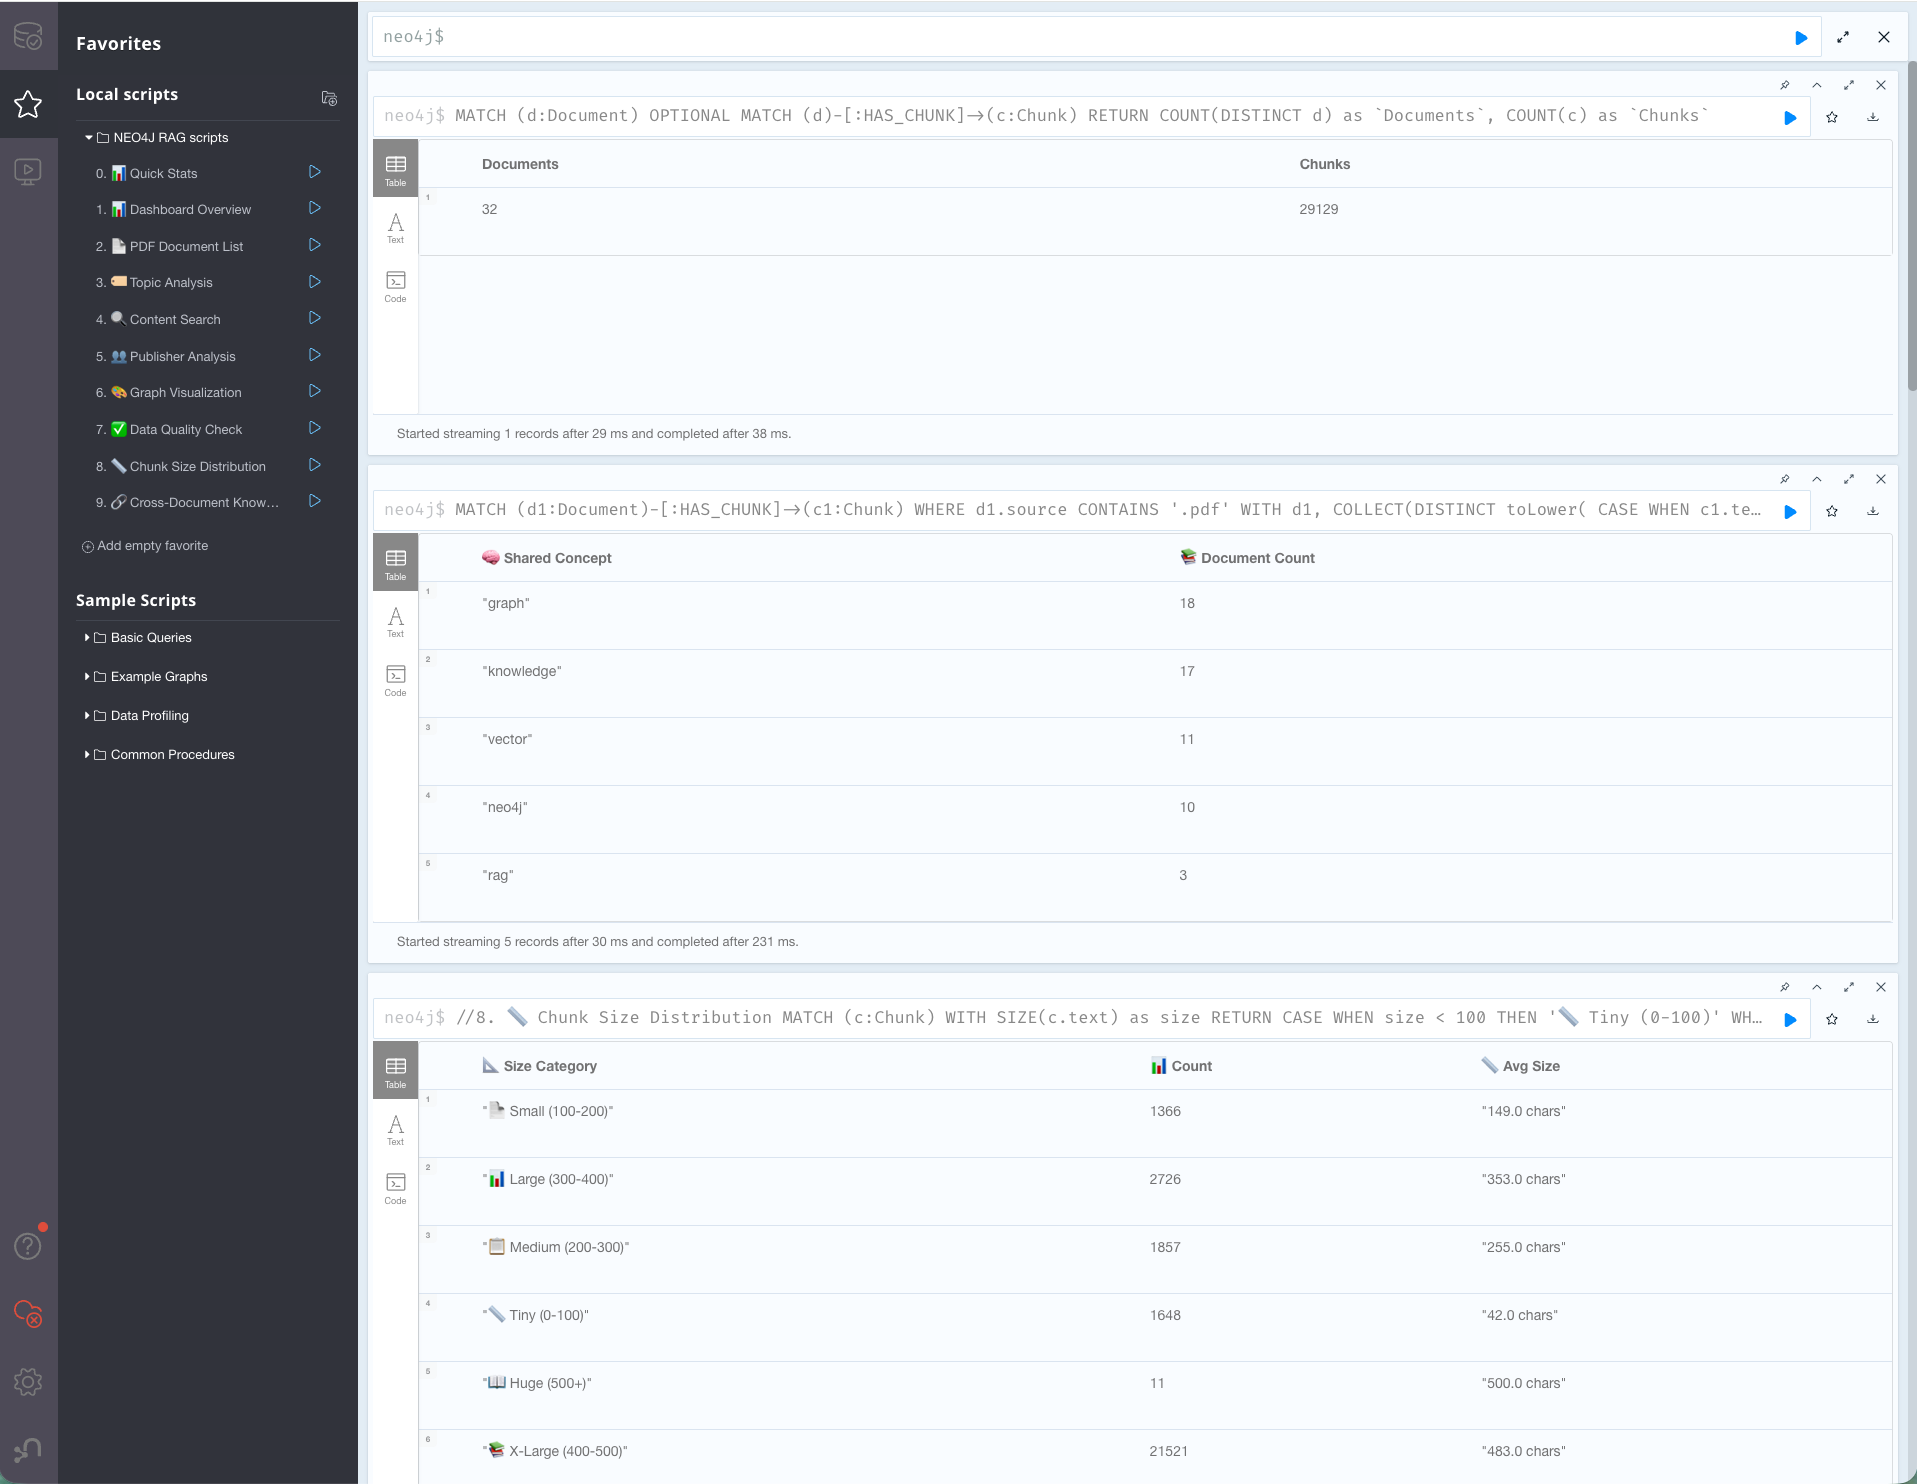 Favorites
Local scripts
NEO4J RAG scripts
0. 📊 Quick Stats
1. 📊 Dashboard Overview
2. 📄 PDF Document List
3. 🏷️ Topic Analysis
4. 🔍 Content Search
5. 👥 Publisher Analysis
6. 🎨 Graph Visualization
7. ✅ Data Quality Check
8. 📏 Chunk Size Distribution
9. 🔗 Cross-Document Know...
Add empty favorite
Sample Scripts
Basic Queries
Example Graphs
Data Profiling
Common Procedures
neo4j$
neo4j$ MATCH (d:Document) OPTIONAL MATCH (d)-[:HAS_CHUNK]->(c:Chunk) RETURN COUNT(DISTINCT d) as `Documents`, COUNT(c) as `Chunks`
Table
Text
Code
Documents Chunks
1 32 29129
Started streaming 1 records after 29 ms and completed after 38 ms.
neo4j$ MATCH (d1:Document)-[:HAS_CHUNK]->(c1:Chunk) WHERE d1.source CONTAINS '.pdf' WITH d1, COLLECT(DISTINCT toLower( CASE WHEN c1.te...
Table
Text
Code
🧠 Shared Concept 📚 Document Count
1 "graph" 18
2 "knowledge" 17
3 "vector" 11
4 "neo4j" 10
5 "rag" 3
Started streaming 5 records after 30 ms and completed after 231 ms.
neo4j$ //8. 📏 Chunk Size Distribution MATCH (c:Chunk) WITH SIZE(c.text) as size RETURN CASE WHEN size < 100 THEN '📏 Tiny (0-100)' WH...
Table
Text
Code
📐 Size Category 📊 Count 📏 Avg Size
1 "📄 Small (100-200)" 1366 "149.0 chars"
2 "📊 Large (300-400)" 2726 "353.0 chars"
3 "📋 Medium (200-300)" 1857 "255.0 chars"
4 "📏 Tiny (0-100)" 1648 "42.0 chars"
5 "📖 Huge (500+)" 11 "500.0 chars"
6 "📚 X-Large (400-500)" 21521 "483.0 chars"